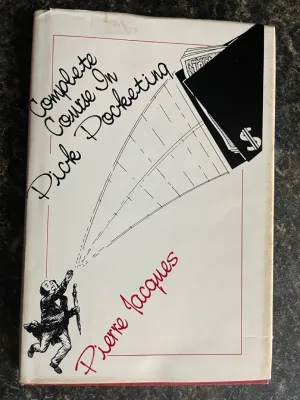 Complete
Course In
Pick Pocketing
$
Pierre Jacques